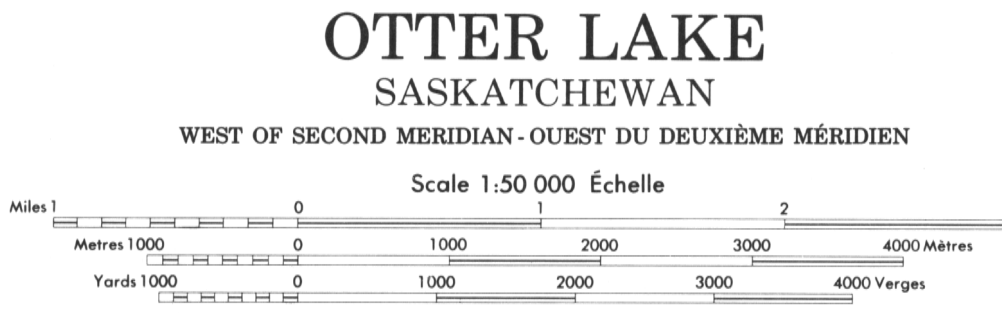 OTTER LAKE
SASKATCHEWAN
WEST OF SECOND MERIDIAN - OUEST DU DEUXIÈME MÉRIDIEN
Scale 1:50 000 Échelle
Miles 1 0 1 2
Metres 1000 0 1000 2000 3000 4000 Mètres
Yards 1000 0 1000 2000 3000 4000 Verges